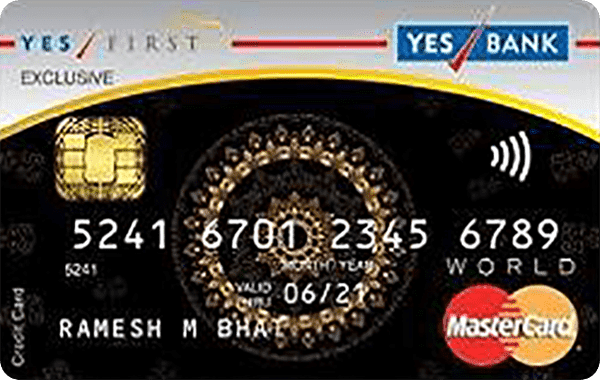 YES FIRST
EXCLUSIVE
YES BANK
5241 6701 2345 6789
5241
WORLD
MONTH YEAR
VALID
THRU
06/21
RAMESH M BHAT
MasterCard
Credit Card